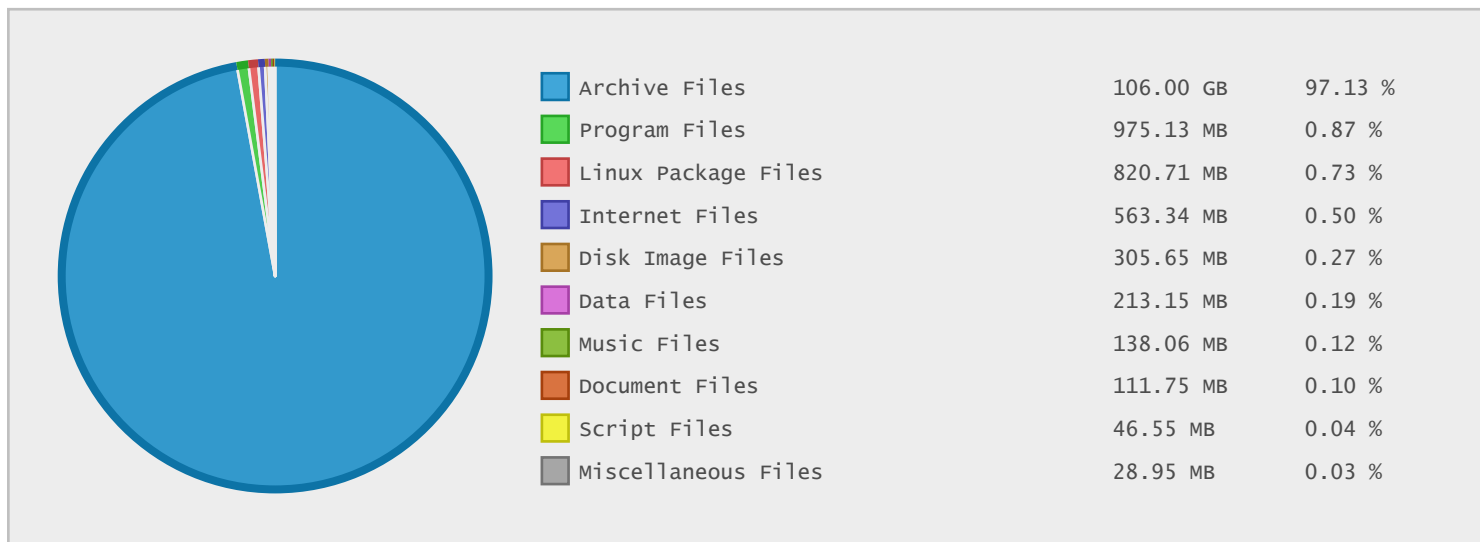 Archive Files 106.00 GB 97.13 %
Program Files 975.13 MB 0.87 %
Linux Package Files 820.71 MB 0.73 %
Internet Files 563.34 MB 0.50 %
Disk Image Files 305.65 MB 0.27 %
Data Files 213.15 MB 0.19 %
Music Files 138.06 MB 0.12 %
Document Files 111.75 MB 0.10 %
Script Files 46.55 MB 0.04 %
Miscellaneous Files 28.95 MB 0.03 %